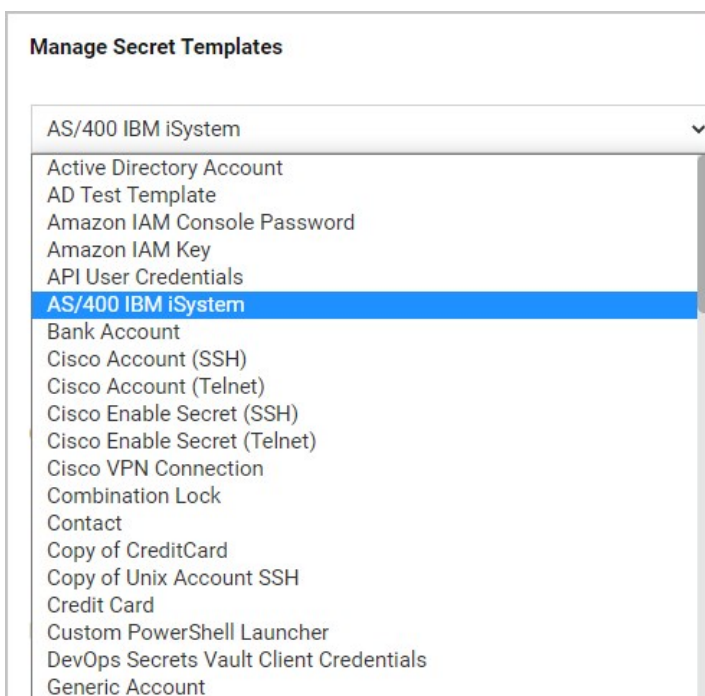 Manage Secret Templates
AS/400 IBM iSystem
Active Directory Account
AD Test Template
Amazon IAM Console Password
Amazon IAM Key
API User Credentials
AS/400 IBM iSystem
Bank Account
Cisco Account (SSH)
Cisco Account (Telnet)
Cisco Enable Secret (SSH)
Cisco Enable Secret (Telnet)
Cisco VPN Connection
Combination Lock
Contact
Copy of CreditCard
Copy of Unix Account SSH
Credit Card
Custom PowerShell Launcher
DevOps Secrets Vault Client Credentials
Generic Account